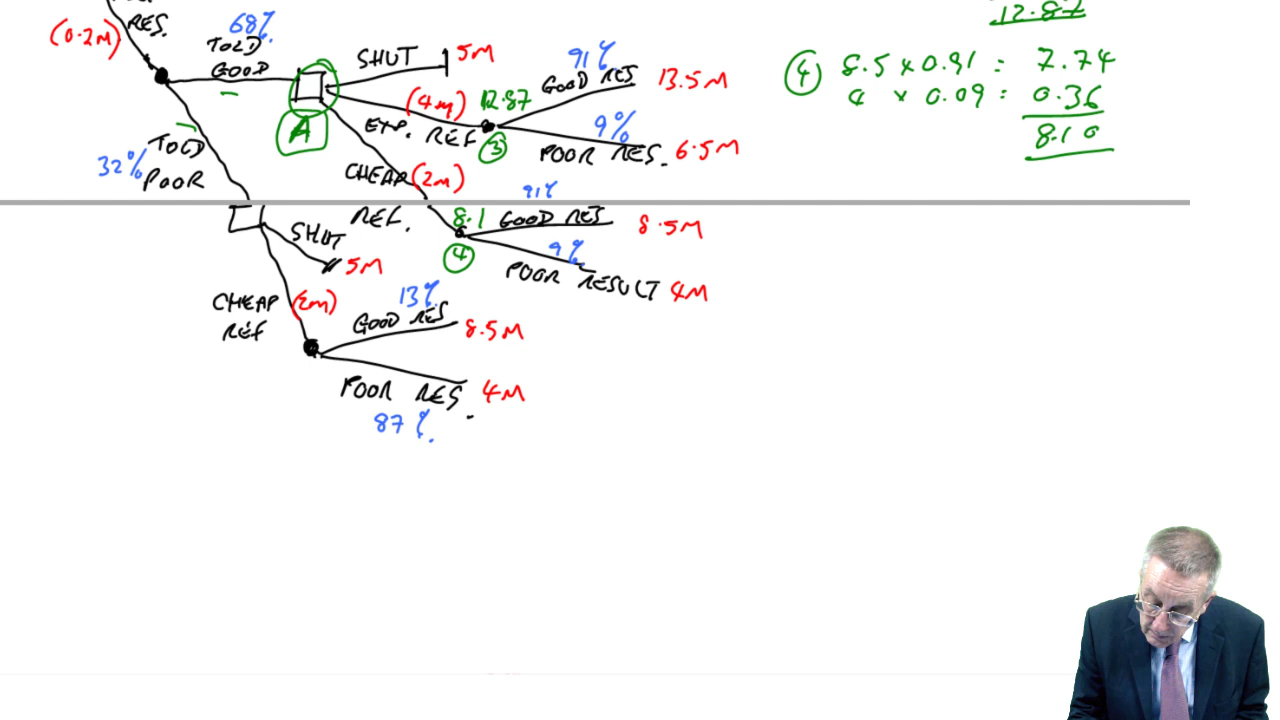 RES.
(0.2M)
68%
TOLD
GOOD
SHUT
5M
91%
GOOD RES
13.5M
(4M)
12.87
EXP. REF
3
9%
POOR RES.
6.5M
A
32%
TOLD
POOR
CHEAP (2M)
REF.
91%
8.1
GOOD RES
8.5M
4
9%
POOR RESULT
4M
SHUT
5M
CHEAP
REF
(2M)
13%
GOOD RES
8.5M
POOR RES.
4M
87%
12.87
4
8.5 x 0.91 : 7.74
4 x 0.09 : 0.36
8.10